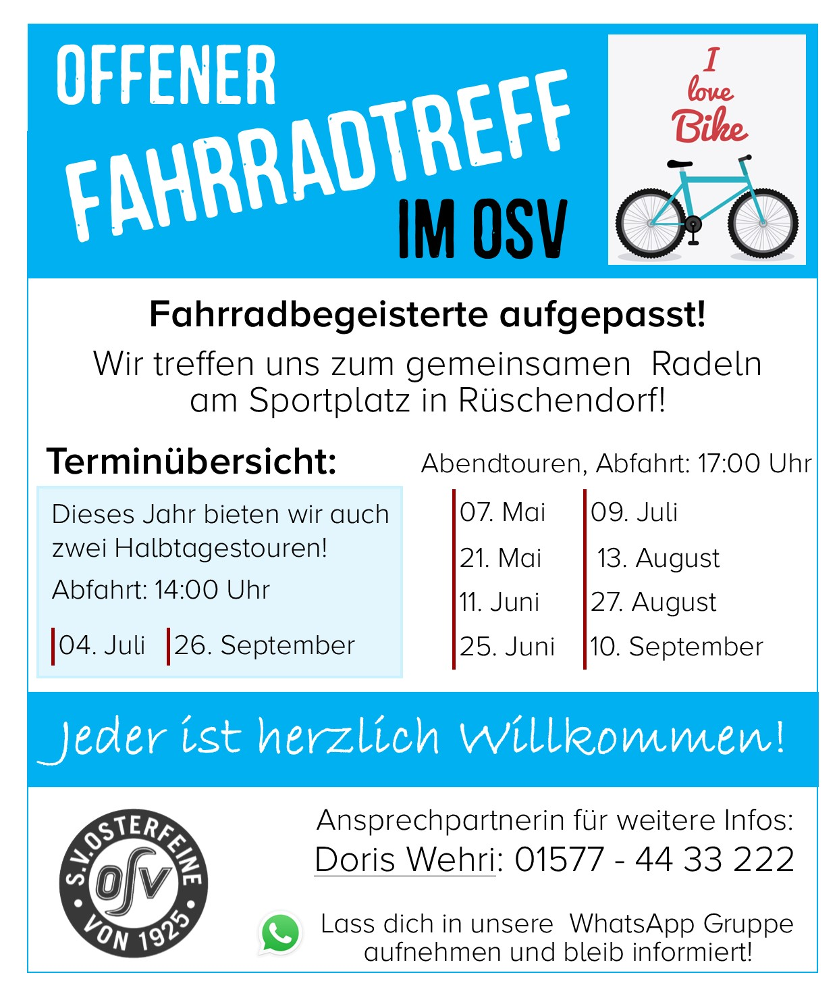 OFFENER
FAHRRADTREFF
IM OSV
I
love
Bike
Fahrradbegeisterte aufgepasst!
Wir treffen uns zum gemeinsamen Radeln
am Sportplatz in Rüschendorf!
Terminübersicht:
Dieses Jahr bieten wir auch
zwei Halbtagestouren!
Abfahrt: 14:00 Uhr
04. Juli
26. September
Abendtouren, Abfahrt: 17:00 Uhr
07. Mai
21. Mai
11. Juni
25. Juni
09. Juli
13. August
27. August
10. September
Jeder ist herzlich Willkommen!
S.V. OSTERFEINE
OSV
VON 1925
Ansprechpartnerin für weitere Infos:
Doris Wehri: 01577 - 44 33 222
Lass dich in unsere WhatsApp Gruppe
aufnehmen und bleib informiert!